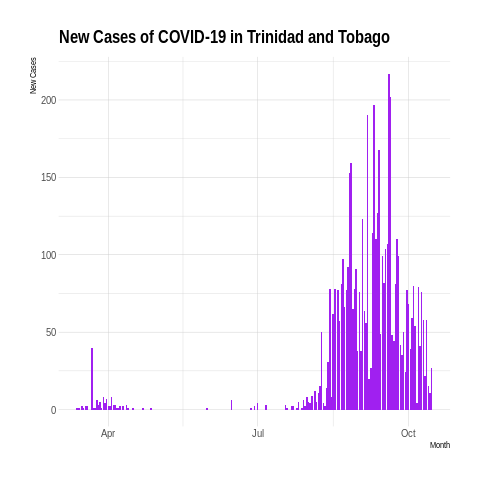 New Cases of COVID-19 in Trinidad and Tobago
New Cases
200
150
100
50
0
Apr
Jul
Oct
Month